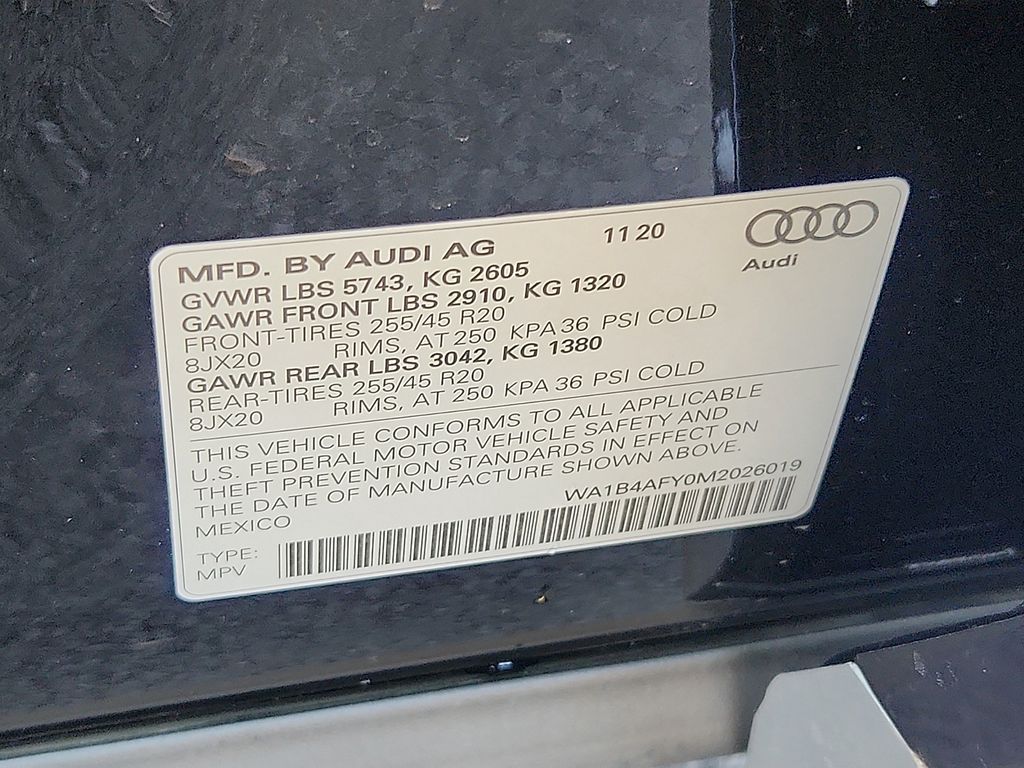 MFD. BY AUDI AG 11 20
Audi
GVWR LBS 5743, KG 2605
GAWR FRONT LBS 2910, KG 1320
FRONT-TIRES 255/45 R20
8JX20 RIMS, AT 250 KPA 36 PSI COLD
GAWR REAR LBS 3042, KG 1380
REAR-TIRES 255/45 R20
8JX20 RIMS, AT 250 KPA 36 PSI COLD
THIS VEHICLE CONFORMS TO ALL APPLICABLE
U.S. FEDERAL MOTOR VEHICLE SAFETY AND
THEFT PREVENTION STANDARDS IN EFFECT ON
THE DATE OF MANUFACTURE SHOWN ABOVE.
MEXICO WA1B4AFY0M2026019
TYPE:
MPV